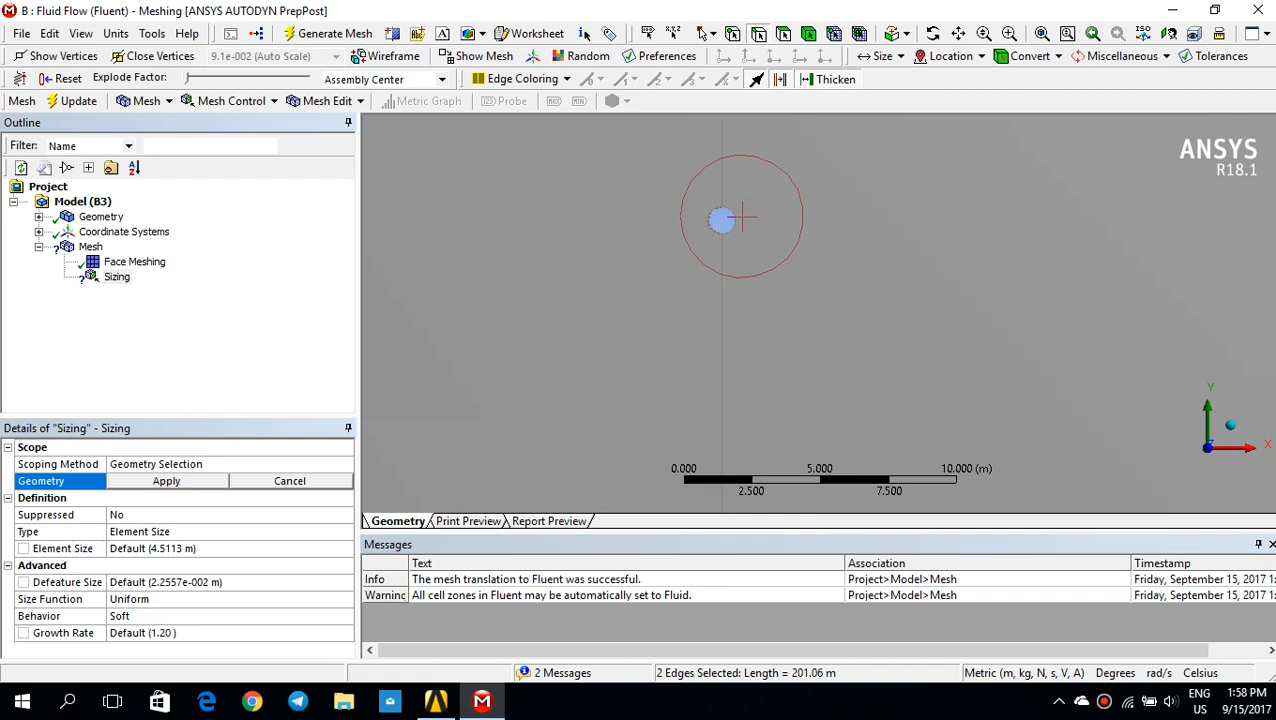 B : Fluid Flow (Fluent) - Meshing [ANSYS AUTODYN PrepPost]
File Edit View Units Tools Help Generate Mesh Worksheet
Show Vertices Close Vertices 9.1e-002 (Auto Scale) Wireframe Show Mesh Random Preferences Size Location Convert Miscellaneous Tolerances
Reset Explode Factor: Assembly Center Edge Coloring Thicken
Mesh Update Mesh Mesh Control Mesh Edit Metric Graph Probe
Outline
Filter: Name
Project
Model (B3)
Geometry
Coordinate Systems
Mesh
Face Meshing
Sizing
ANSYS
R18.1
Y
X
Z
0.000 5.000 10.000 (m)
2.500 7.500
Geometry Print Preview Report Preview
Details of "Sizing" - Sizing
Scope
Scoping Method Geometry Selection
Geometry Apply Cancel
Definition
Suppressed No
Type Element Size
Element Size Default (4.5113 m)
Advanced
Defeature Size Default (2.2557e-002 m)
Size Function Uniform
Behavior Soft
Growth Rate Default (1.20 )
Messages
Text Association Timestamp
Info The mesh translation to Fluent was successful. Project>Model>Mesh Friday, September 15, 2017 1:
Warning All cell zones in Fluent may be automatically set to Fluid. Project>Model>Mesh Friday, September 15, 2017 1:
2 Messages 2 Edges Selected: Length = 201.06 m Metric (m, kg, N, s, V, A) Degrees rad/s Celsius
ENG
US
1:58 PM
9/15/2017